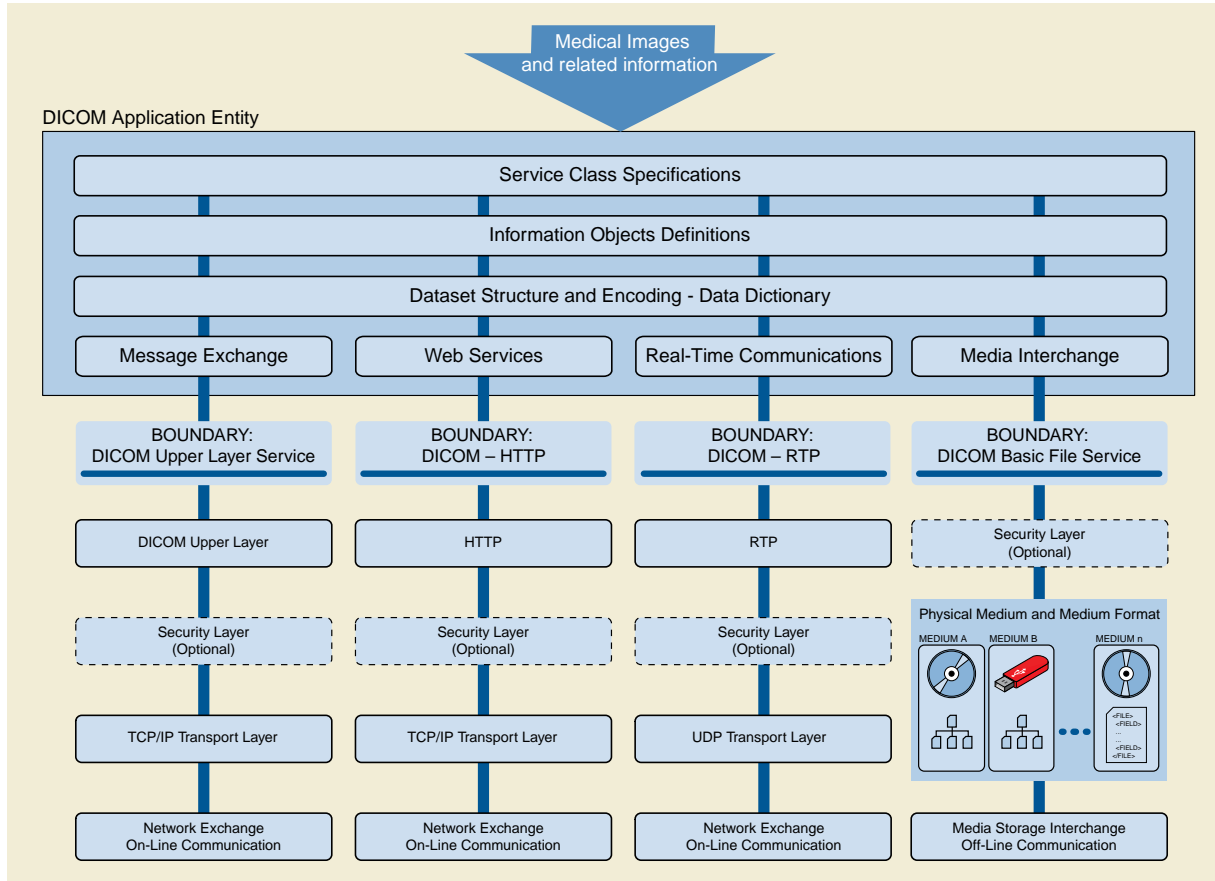 Medical Images
and related information
DICOM Application Entity
Service Class Specifications
Information Objects Definitions
Dataset Structure and Encoding - Data Dictionary
Message Exchange
Web Services
Real-Time Communications
Media Interchange
BOUNDARY:
DICOM Upper Layer Service
BOUNDARY:
DICOM – HTTP
BOUNDARY:
DICOM – RTP
BOUNDARY:
DICOM Basic File Service
DICOM Upper Layer
HTTP
RTP
Security Layer
(Optional)
Security Layer
(Optional)
Security Layer
(Optional)
Security Layer
(Optional)
Physical Medium and Medium Format
MEDIUM A
MEDIUM B
MEDIUM n
<FILE>
<FIELD>
...
...
<FIELD>
</FILE>
TCP/IP Transport Layer
TCP/IP Transport Layer
UDP Transport Layer
Network Exchange
On-Line Communication
Network Exchange
On-Line Communication
Network Exchange
On-Line Communication
Media Storage Interchange
Off-Line Communication